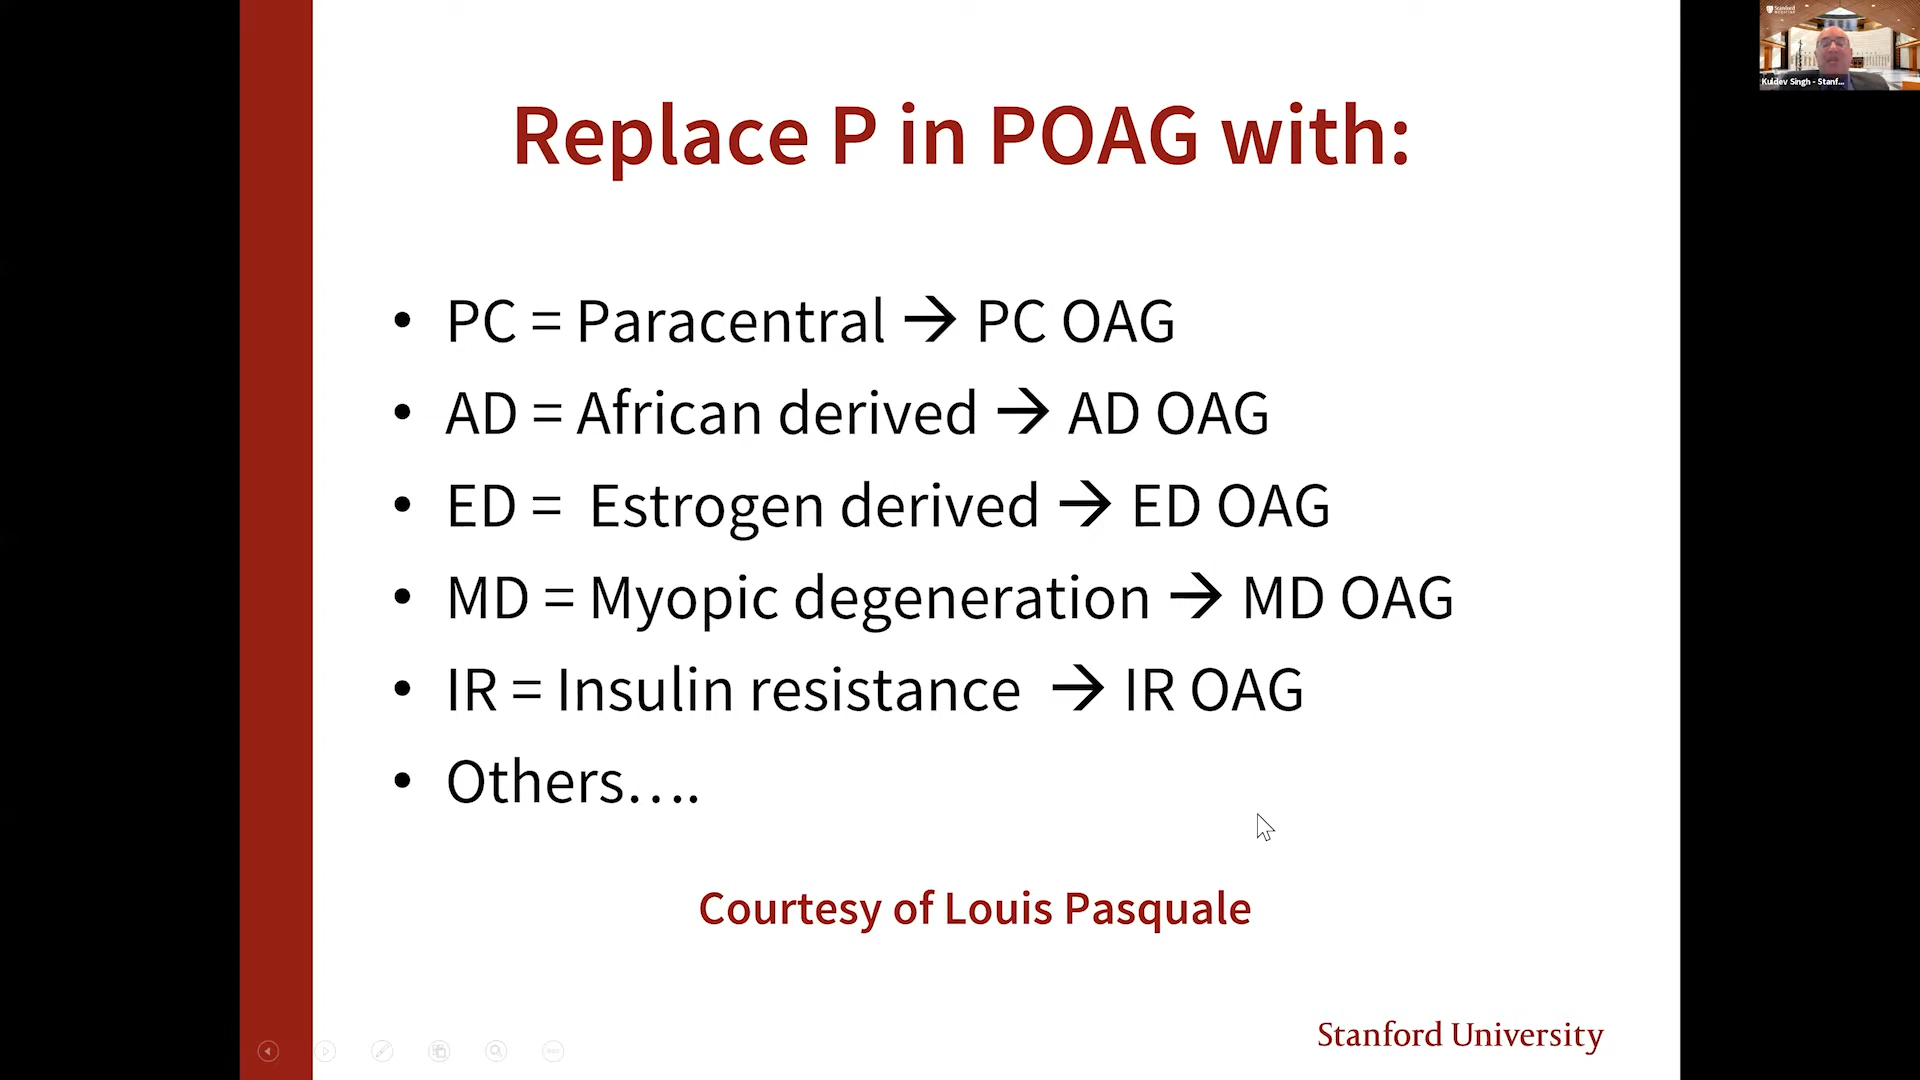 Replace P in POAG with:
• PC = Paracentral → PC OAG
• AD = African derived → AD OAG
• ED = Estrogen derived → ED OAG
• MD = Myopic degeneration → MD OAG
• IR = Insulin resistance → IR OAG
• Others....
Courtesy of Louis Pasquale
Stanford University
Stanford
Kuldev Singh - Stanf...